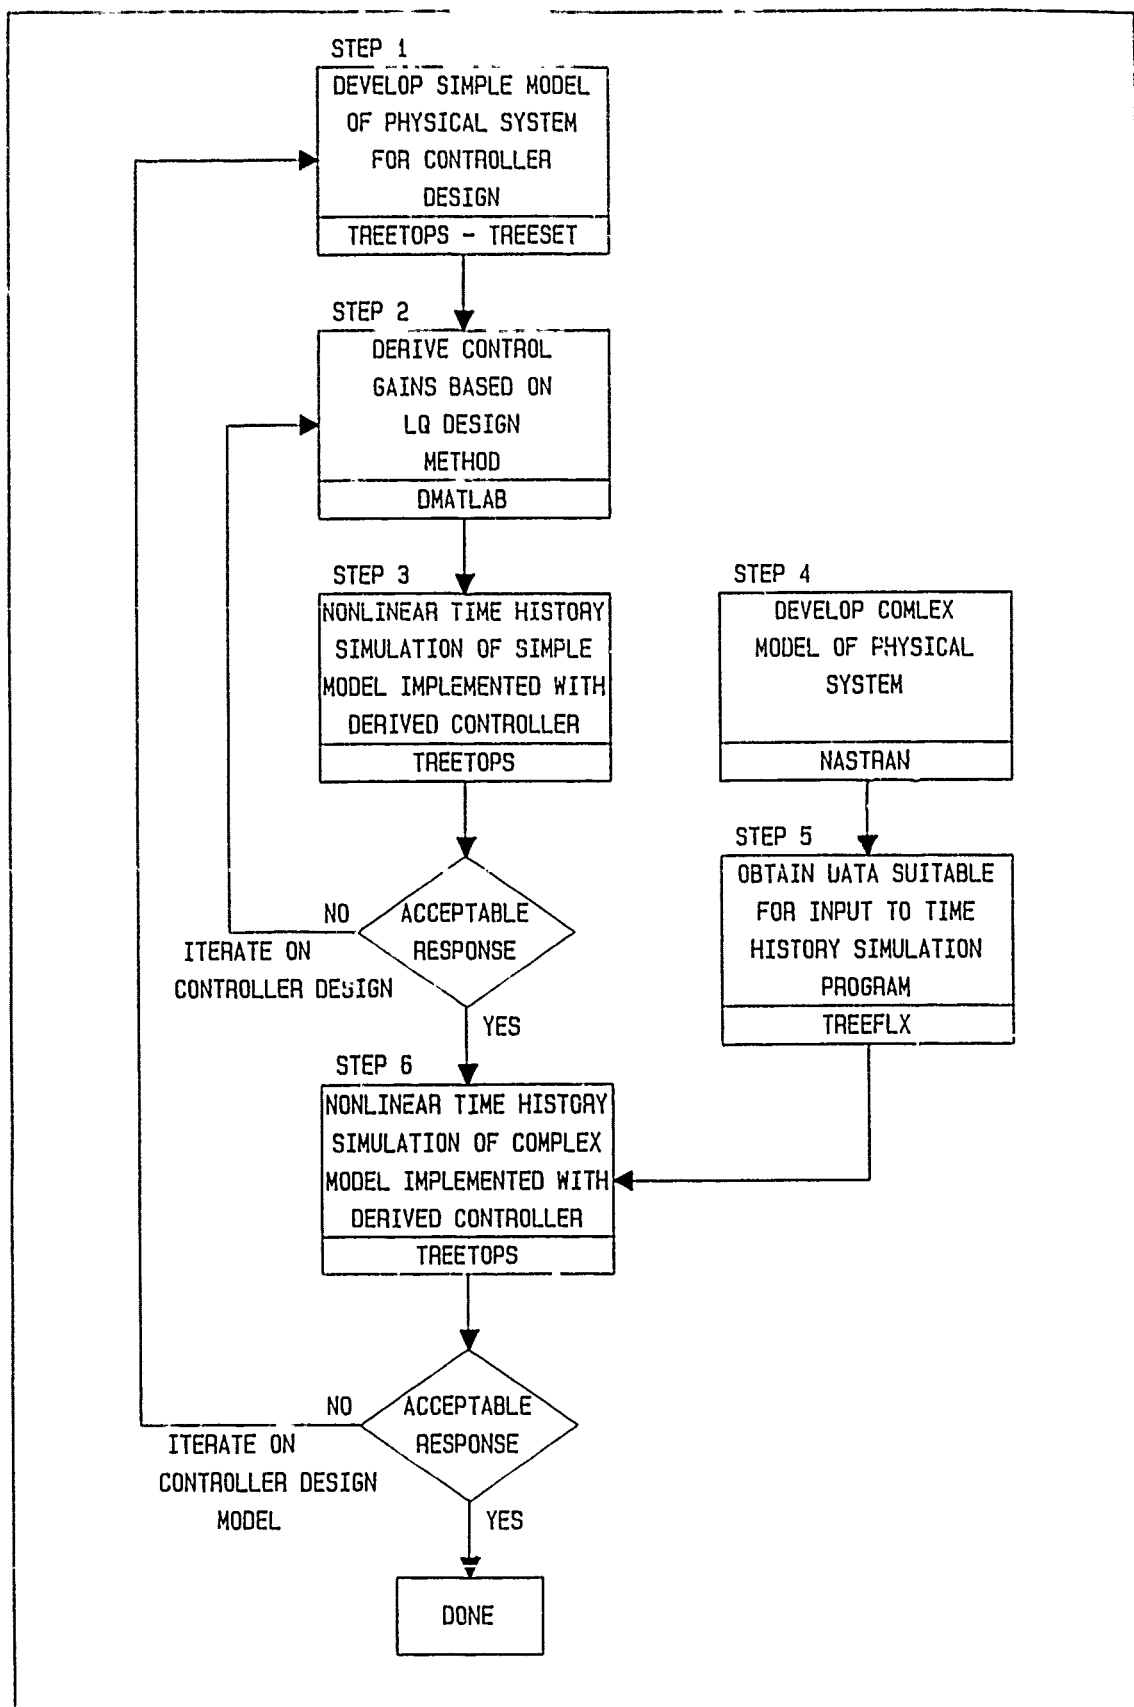 STEP 1
DEVELOP SIMPLE MODEL
OF PHYSICAL SYSTEM
FOR CONTROLLER
DESIGN
TREETOPS - TREESET
STEP 2
DERIVE CONTROL
GAINS BASED ON
LQ DESIGN
METHOD
DMATLAB
STEP 3
NONLINEAR TIME HISTORY
SIMULATION OF SIMPLE
MODEL IMPLEMENTED WITH
DERIVED CONTROLLER
TREETOPS
STEP 4
DEVELOP COMLEX
MODEL OF PHYSICAL
SYSTEM
NASTRAN
STEP 5
OBTAIN DATA SUITABLE
FOR INPUT TO TIME
HISTORY SIMULATION
PROGRAM
TREEFLX
NO
ACCEPTABLE
RESPONSE
ITERATE ON
CONTROLLER DESIGN
YES
STEP 6
NONLINEAR TIME HISTORY
SIMULATION OF COMPLEX
MODEL IMPLEMENTED WITH
DERIVED CONTROLLER
TREETOPS
NO
ACCEPTABLE
RESPONSE
ITERATE ON
CONTROLLER DESIGN
MODEL
YES
DONE